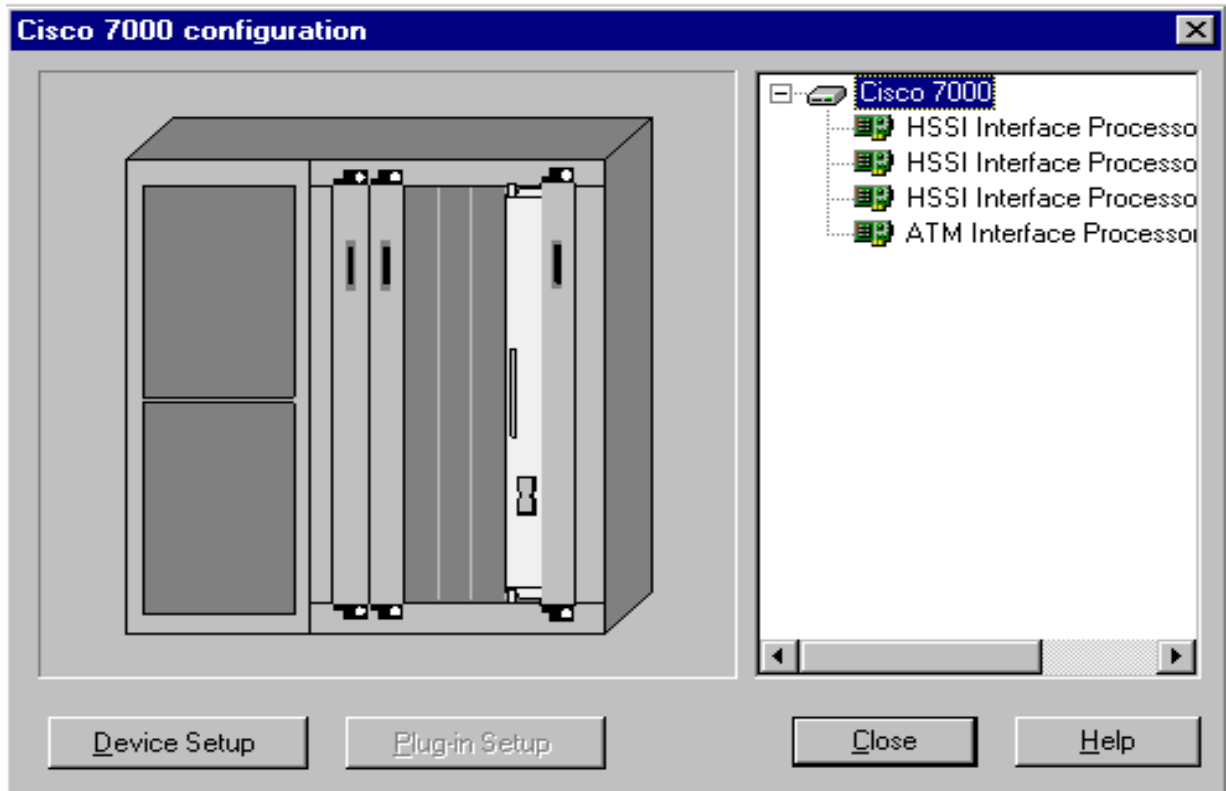 Cisco 7000 configuration
Cisco 7000
HSSI Interface Processo
HSSI Interface Processo
HSSI Interface Processo
ATM Interface Processor
Device Setup
Plug-in Setup
Close
Help